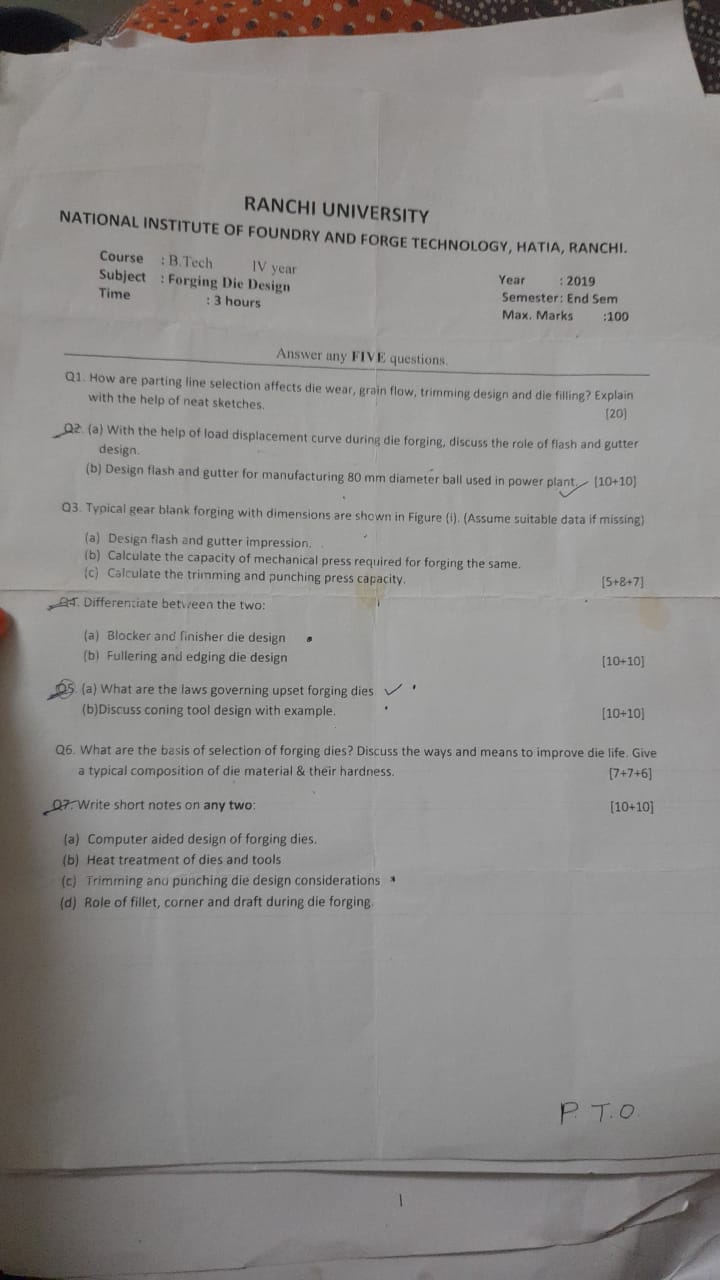 RANCHI UNIVERSITY
NATIONAL INSTITUTE OF FOUNDRY AND FORGE TECHNOLOGY, HATIA, RANCHI.
Course : B.Tech IV year
Subject : Forging Die Design
Time : 3 hours
Year : 2019
Semester: End Sem
Max. Marks :100
Answer any FIVE questions.
Q1. How are parting line selection affects die wear, grain flow, trimming design and die filling? Explain
with the help of neat sketches. [20]
Q2. (a) With the help of load displacement curve during die forging, discuss the role of flash and gutter
design.
(b) Design flash and gutter for manufacturing 80 mm diameter ball used in power plant. [10+10]
Q3. Typical gear blank forging with dimensions are shown in Figure (i). (Assume suitable data if missing)
(a) Design flash and gutter impression.
(b) Calculate the capacity of mechanical press required for forging the same.
(c) Calculate the trimming and punching press capacity. [5+8+7]
Q4. Differentiate between the two:
(a) Blocker and finisher die design
(b) Fullering and edging die design [10+10]
Q5. (a) What are the laws governing upset forging dies
(b)Discuss coning tool design with example. [10+10]
Q6. What are the basis of selection of forging dies? Discuss the ways and means to improve die life. Give
a typical composition of die material & their hardness. [7+7+6]
Q7. Write short notes on any two: [10+10]
(a) Computer aided design of forging dies.
(b) Heat treatment of dies and tools
(c) Trimming and punching die design considerations
(d) Role of fillet, corner and draft during die forging.
P.T.O
1